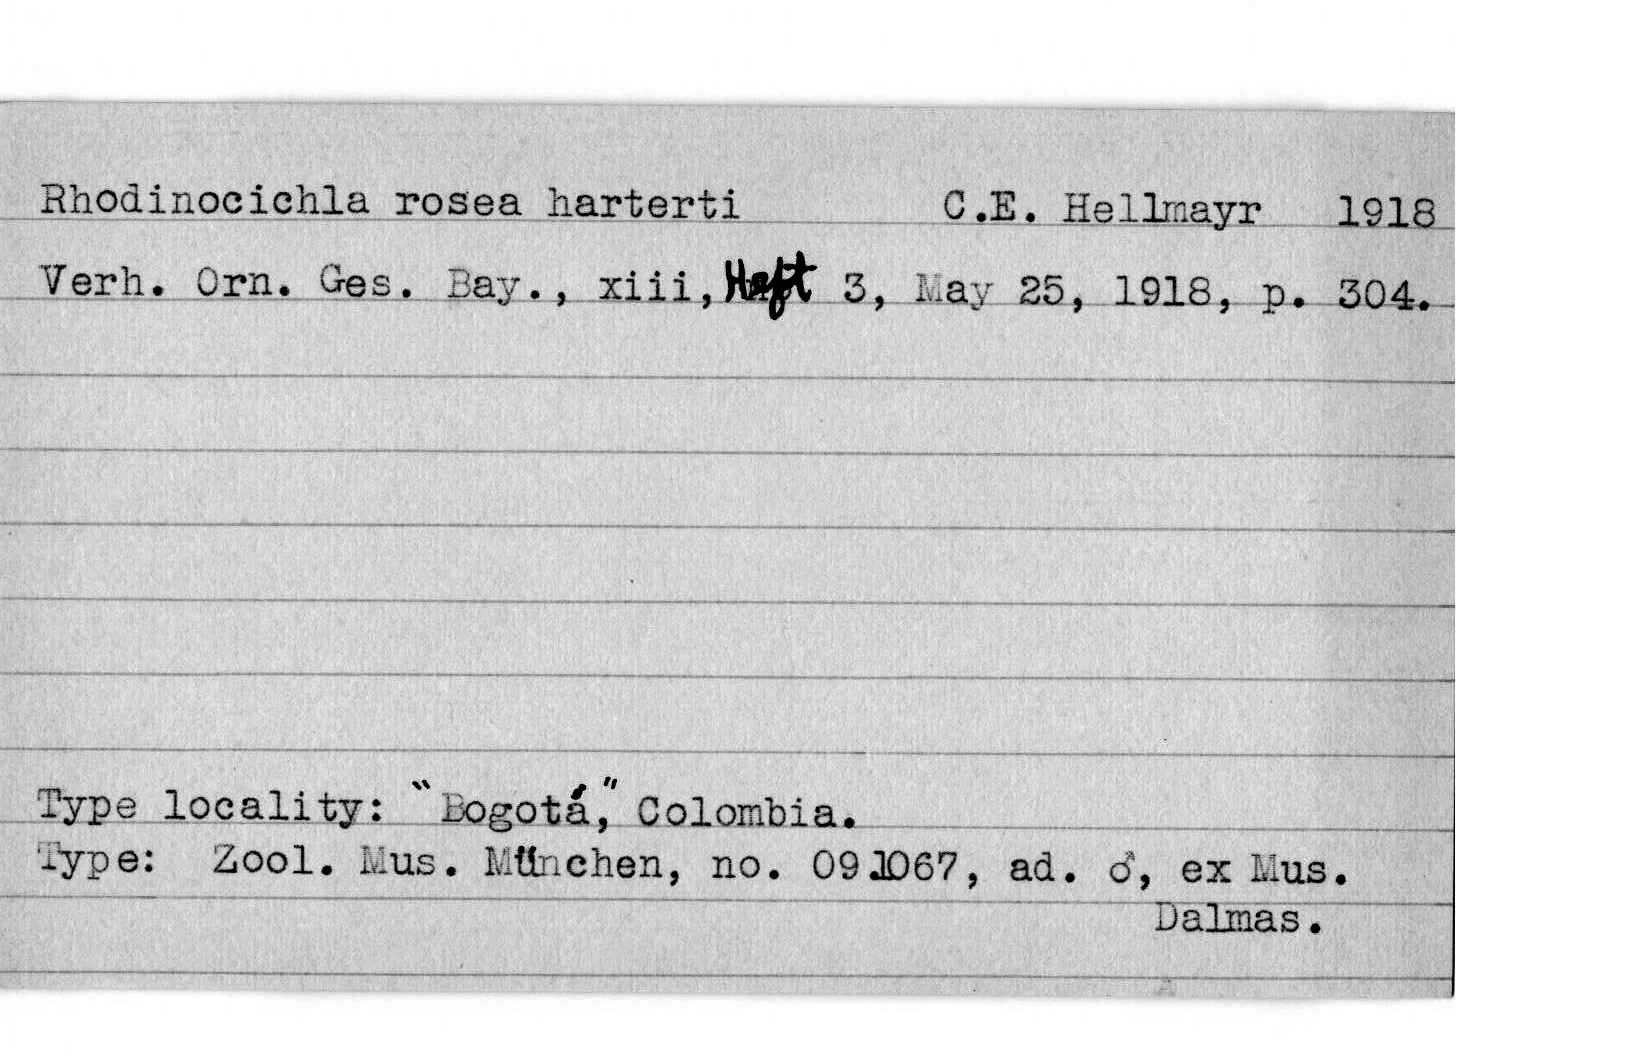 Rhodinocichla rosea harterti C.E. Hellmayr 1918
Verh. Orn. Ges. Bay., xiii, Heft 3, May 25, 1918, p. 304.
Type locality: "Bogotá," Colombia.
Type: Zool. Mus. München, no. 09.1067, ad. ♂, ex Mus.
Dalmas.